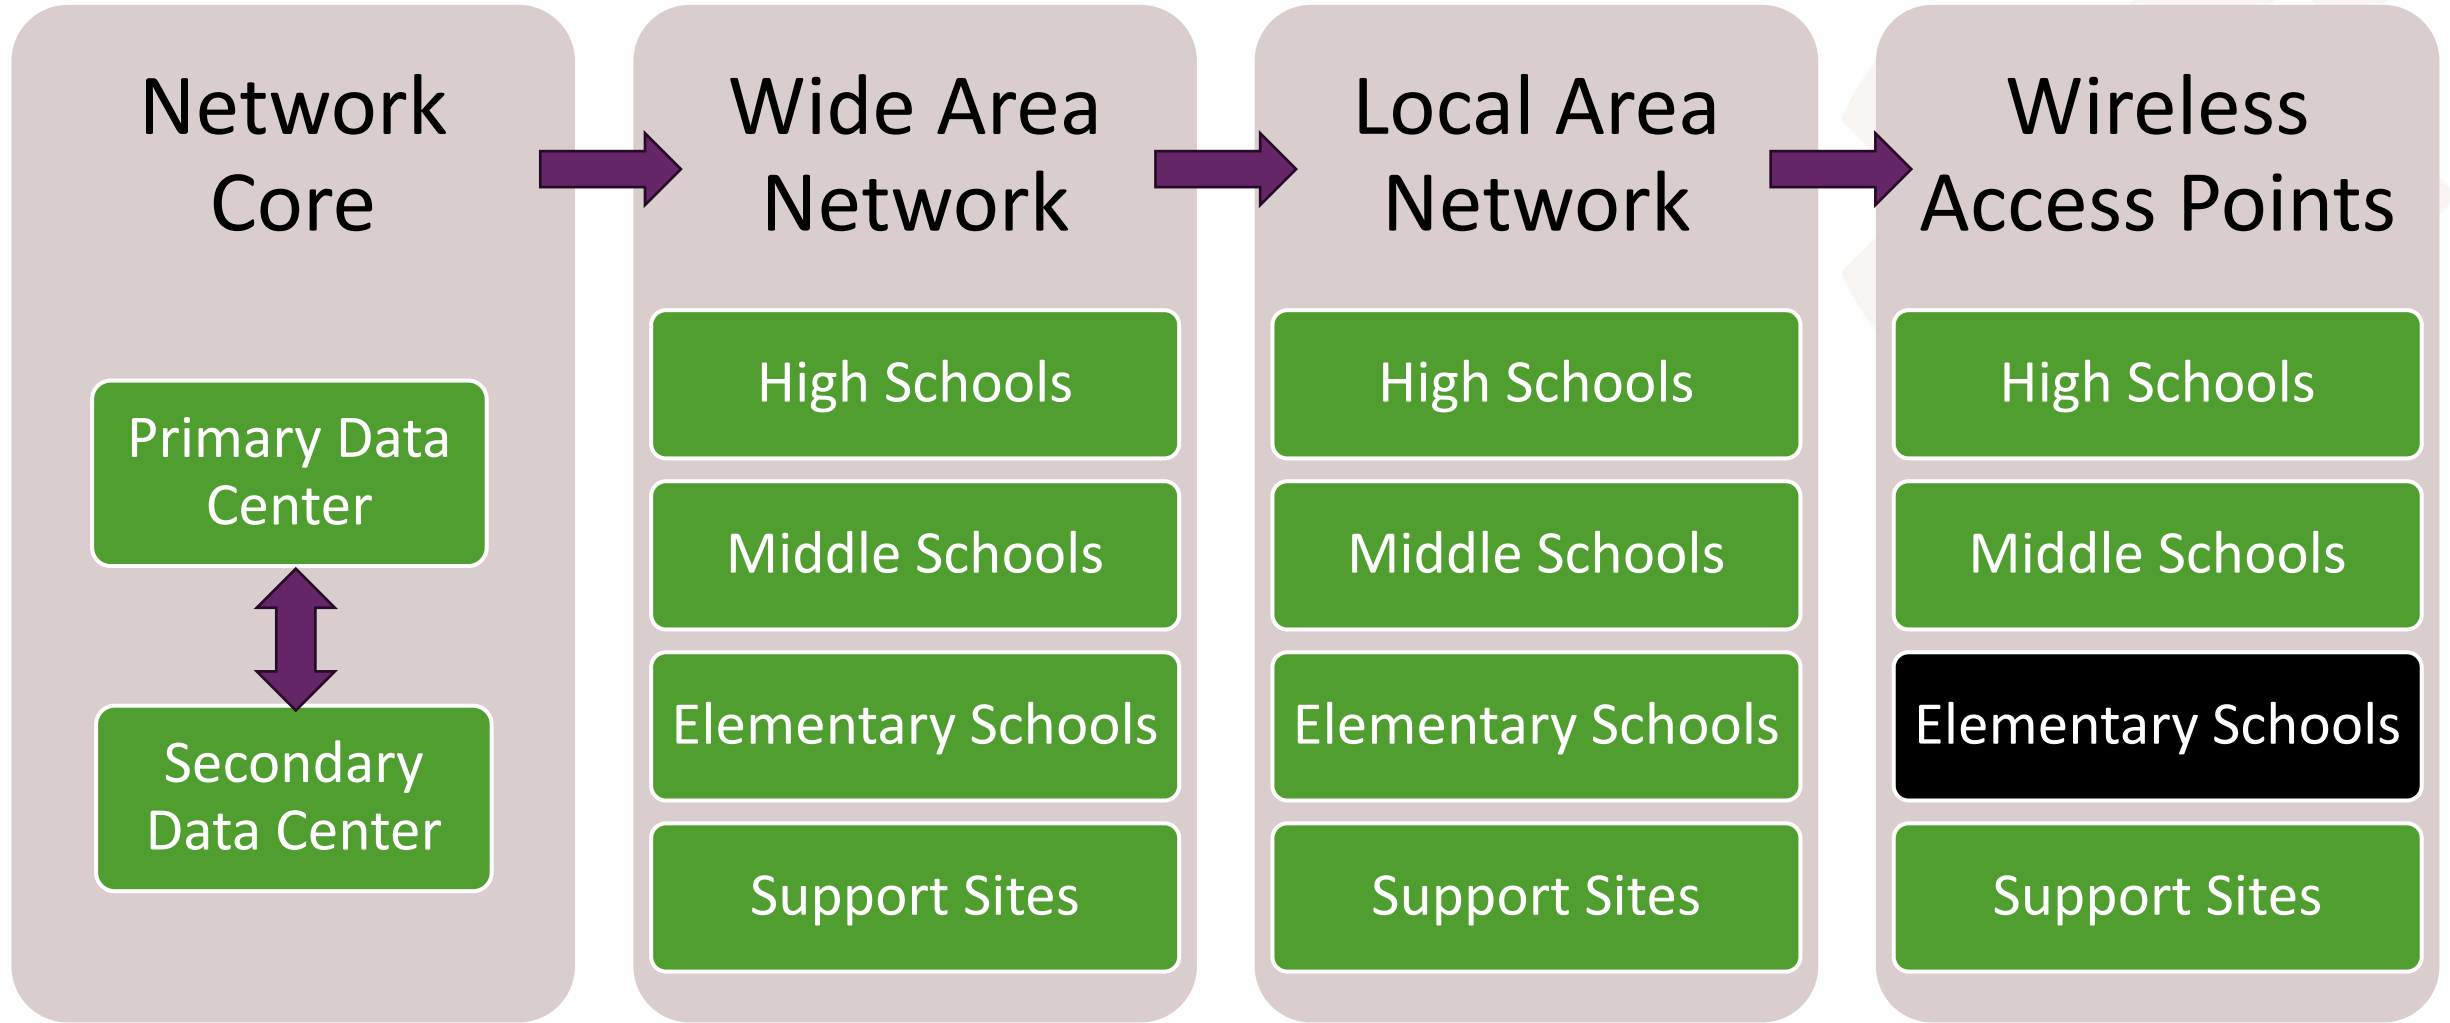 Network
Core
Primary Data
Center
Secondary
Data Center
Wide Area
Network
High Schools
Middle Schools
Elementary Schools
Support Sites
Local Area
Network
High Schools
Middle Schools
Elementary Schools
Support Sites
Wireless
Access Points
High Schools
Middle Schools
Elementary Schools
Support Sites